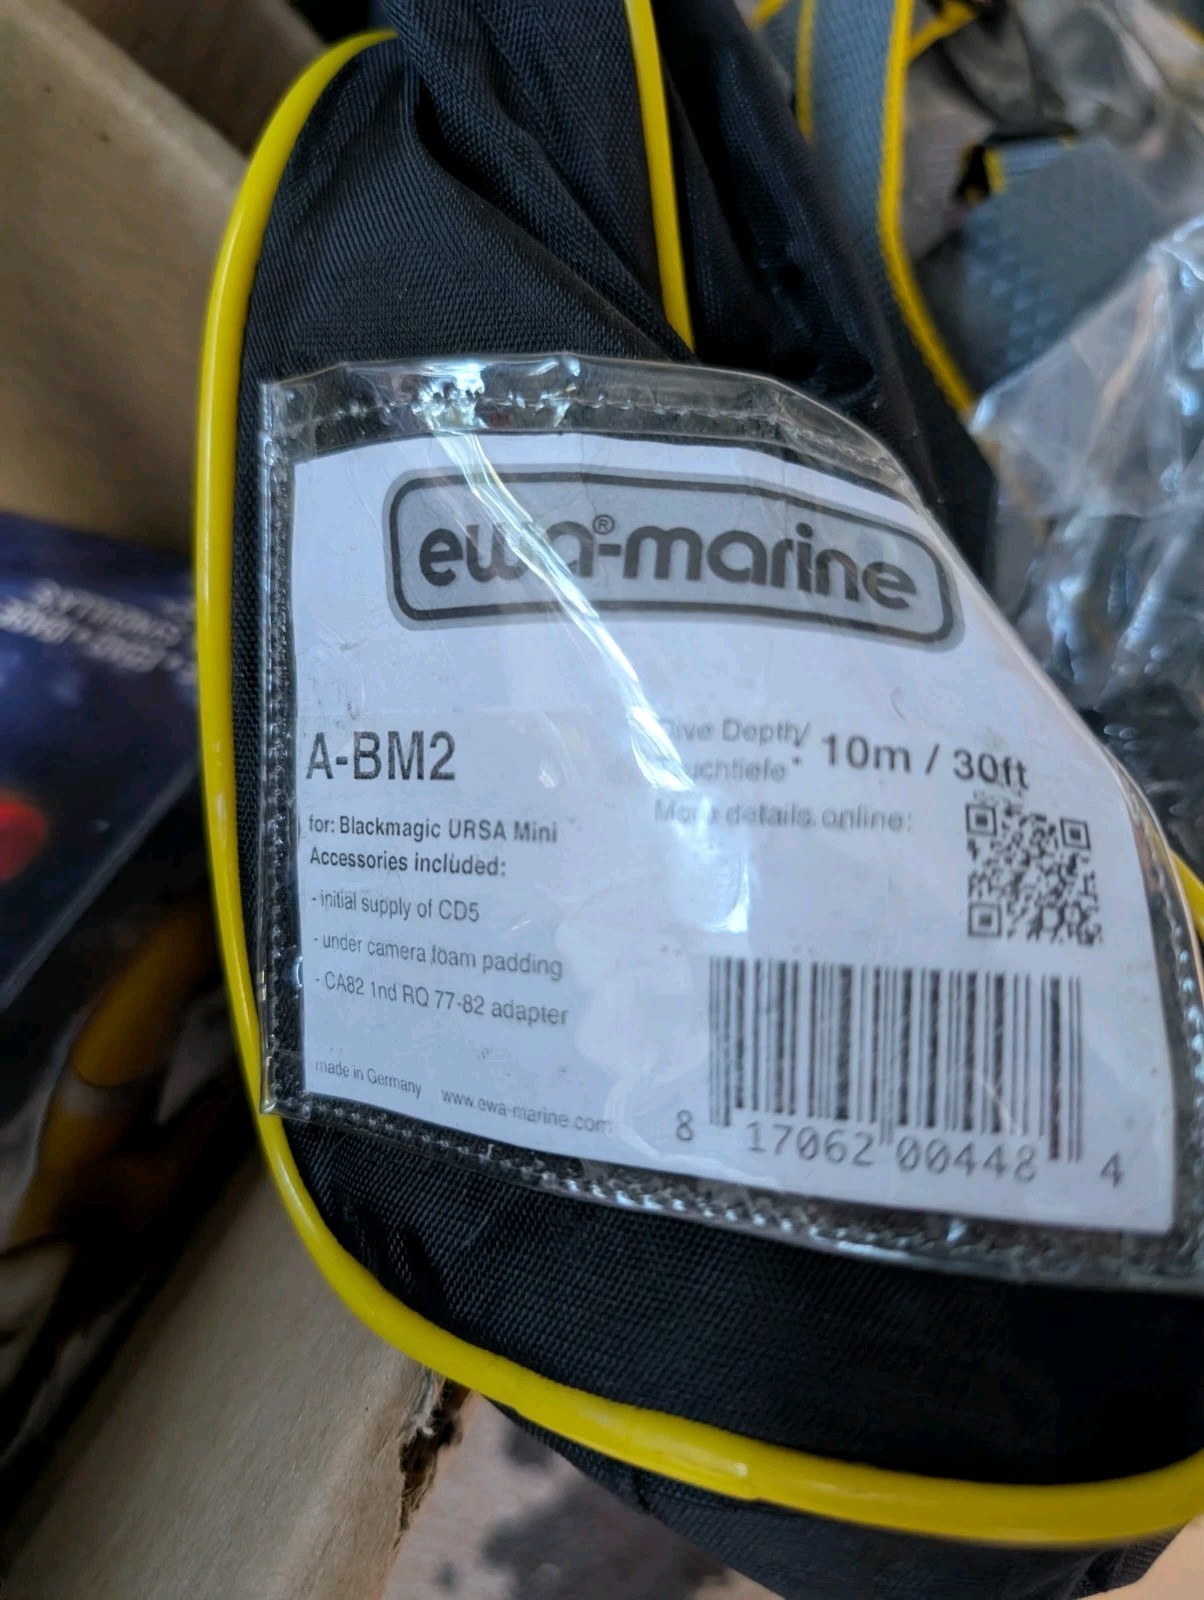 ewa®-marine
A-BM2
for: Blackmagic URSA Mini
Accessories included:
- initial supply of CD5
- under camera foam padding
- CA82 1nd RQ 77-82 adapter
made in Germany
www.ewa-marine.com
Depth/
10m / 30ft
More details online:
8 17062 00448 4